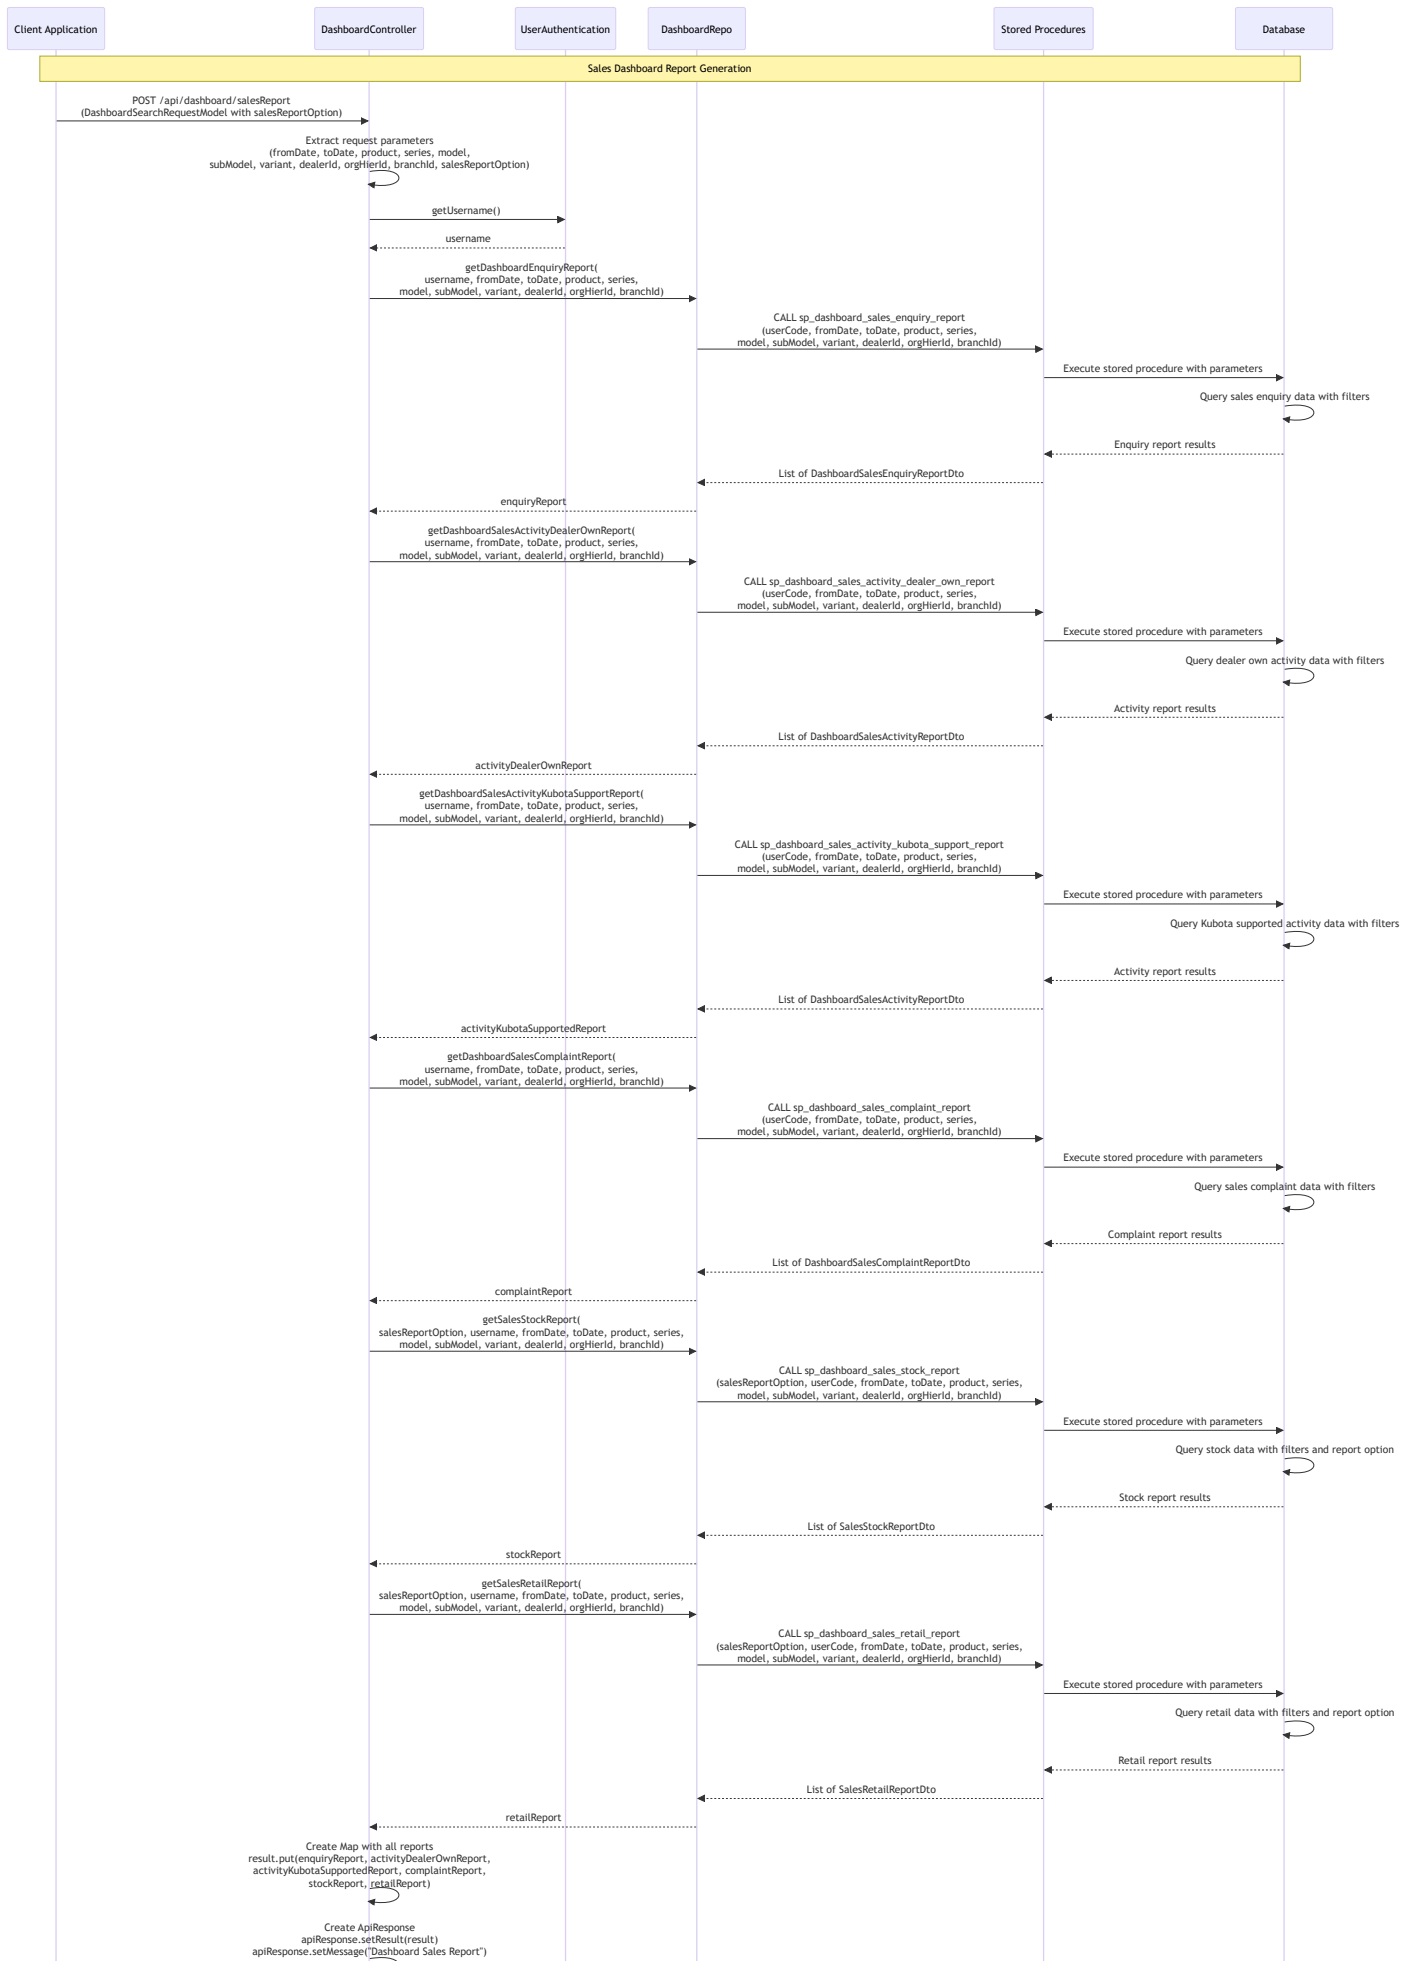 Client Application
DashboardController
UserAuthentication
DashboardRepo
Stored Procedures
Database
Sales Dashboard Report Generation
POST /api/dashboard/salesReport
(DashboardSearchRequestModel with salesReportOption)
Extract request parameters
(fromDate, toDate, product, series, model,
subModel, variant, dealerId, orgHierId, branchId, salesReportOption)
getUsername()
username
getDashboardEnquiryReport(
username, fromDate, toDate, product, series,
model, subModel, variant, dealerId, orgHierId, branchId)
CALL sp_dashboard_sales_enquiry_report
(userCode, fromDate, toDate, product, series,
model, subModel, variant, dealerId, orgHierId, branchId)
Execute stored procedure with parameters
Query sales enquiry data with filters
Enquiry report results
List of DashboardSalesEnquiryReportDto
enquiryReport
getDashboardSalesActivityDealerOwnReport(
username, fromDate, toDate, product, series,
model, subModel, variant, dealerId, orgHierId, branchId)
CALL sp_dashboard_sales_activity_dealer_own_report
(userCode, fromDate, toDate, product, series,
model, subModel, variant, dealerId, orgHierId, branchId)
Execute stored procedure with parameters
Query dealer own activity data with filters
Activity report results
List of DashboardSalesActivityReportDto
activityDealerOwnReport
getDashboardSalesActivityKubotaSupportReport(
username, fromDate, toDate, product, series,
model, subModel, variant, dealerId, orgHierId, branchId)
CALL sp_dashboard_sales_activity_kubota_support_report
(userCode, fromDate, toDate, product, series,
model, subModel, variant, dealerId, orgHierId, branchId)
Execute stored procedure with parameters
Query Kubota supported activity data with filters
Activity report results
List of DashboardSalesActivityReportDto
activityKubotaSupportedReport
getDashboardSalesComplaintReport(
username, fromDate, toDate, product, series,
model, subModel, variant, dealerId, orgHierId, branchId)
CALL sp_dashboard_sales_complaint_report
(userCode, fromDate, toDate, product, series,
model, subModel, variant, dealerId, orgHierId, branchId)
Execute stored procedure with parameters
Query sales complaint data with filters
Complaint report results
List of DashboardSalesComplaintReportDto
complaintReport
getSalesStockReport(
salesReportOption, username, fromDate, toDate, product, series,
model, subModel, variant, dealerId, orgHierId, branchId)
CALL sp_dashboard_sales_stock_report
(salesReportOption, userCode, fromDate, toDate, product, series,
model, subModel, variant, dealerId, orgHierId, branchId)
Execute stored procedure with parameters
Query stock data with filters and report option
Stock report results
List of SalesStockReportDto
stockReport
getSalesRetailReport(
salesReportOption, username, fromDate, toDate, product, series,
model, subModel, variant, dealerId, orgHierId, branchId)
CALL sp_dashboard_sales_retail_report
(salesReportOption, userCode, fromDate, toDate, product, series,
model, subModel, variant, dealerId, orgHierId, branchId)
Execute stored procedure with parameters
Query retail data with filters and report option
Retail report results
List of SalesRetailReportDto
retailReport
Create Map with all reports
result.put(enquiryReport, activityDealerOwnReport,
activityKubotaSupportedReport, complaintReport,
stockReport, retailReport)
Create ApiResponse
apiResponse.setResult(result)
apiResponse.setMessage("Dashboard Sales Report")